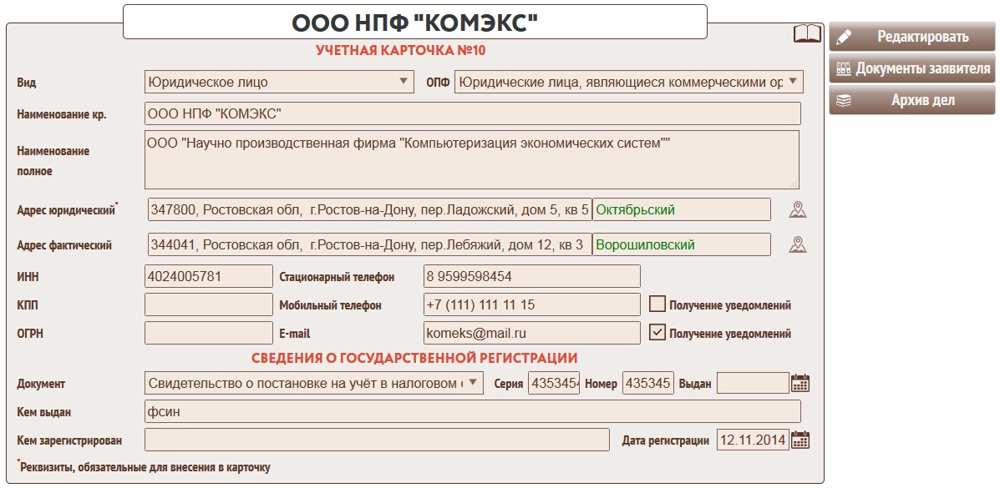 ООО НПФ "КОМЭКС"
УЧЕТНАЯ КАРТОЧКА №10
Редактировать
Документы заявителя
Архив дел
Вид Юридическое лицо ОПФ Юридические лица, являющиеся коммерческими ор
Наименование кр. ООО НПФ "КОМЭКС"
Наименование полное ООО "Научно производственная фирма "Компьютеризация экономических систем""
Адрес юридический* 347800, Ростовская обл, г.Ростов-на-Дону, пер.Ладожский, дом 5, кв 5 Октябрьский
Адрес фактический 344041, Ростовская обл, г.Ростов-на-Дону, пер.Лебяжий, дом 12, кв 3 Ворошиловский
ИНН 4024005781 Стационарный телефон 8 9599598454
КПП Мобильный телефон +7 (111) 111 11 15 Получение уведомлений
ОГРН E-mail komeks@mail.ru Получение уведомлений
СВЕДЕНИЯ О ГОСУДАРСТВЕННОЙ РЕГИСТРАЦИИ
Документ Свидетельство о постановке на учёт в налоговом Серия 4353454 Номер 435345 Выдан
Кем выдан фсин
Кем зарегистрирован Дата регистрации 12.11.2014
*Реквизиты, обязательные для внесения в карточку